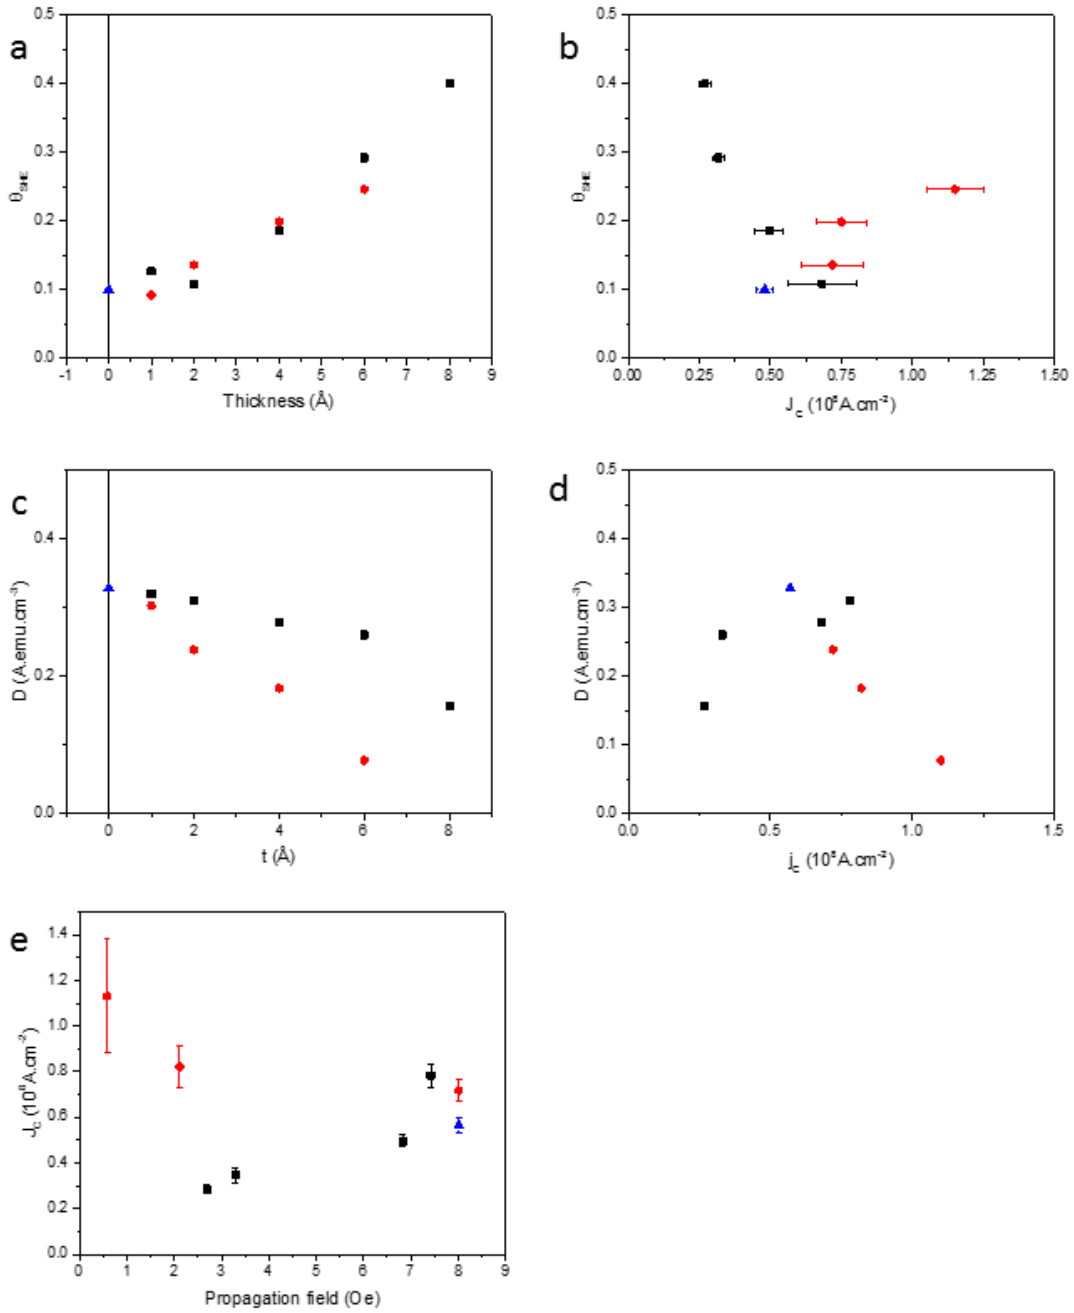 a
0.5
0.4
0.3
0.2
0.1
0.0
θSHE
-1 0 1 2 3 4 5 6 7 8 9
Thickness (Å)
b
0.5
0.4
0.3
0.2
0.1
0.0
θSHE
0.00 0.25 0.50 0.75 1.00 1.25 1.50
Jc (10⁸A.cm⁻²)
c
0.4
0.2
0.0
D (A.emu.cm⁻³)
0 2 4 6 8
t (Å)
d
0.5
0.4
0.3
0.2
0.1
0.0
D (A.emu.cm⁻³)
0.0 0.5 1.0 1.5
jc (10⁸A.cm⁻²)
e
1.4
1.2
1.0
0.8
0.6
0.4
0.2
0.0
Jc (10⁸A.cm⁻²)
0 1 2 3 4 5 6 7 8 9
Propagation field (Oe)